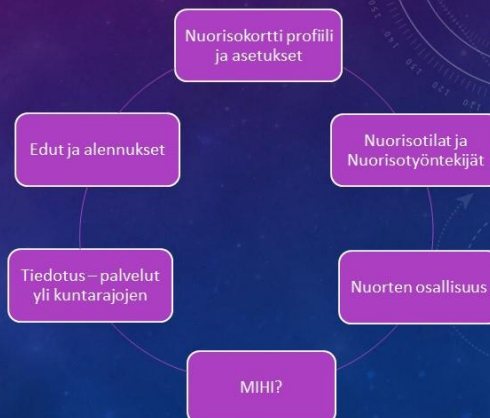 Nuorisokortti profiili
ja asetukset
Nuorisotilat ja
Nuorisotyöntekijät
Nuorten osallisuus
MIHI?
Tiedotus – palvelut
yli kuntarajojen
Edut ja alennukset